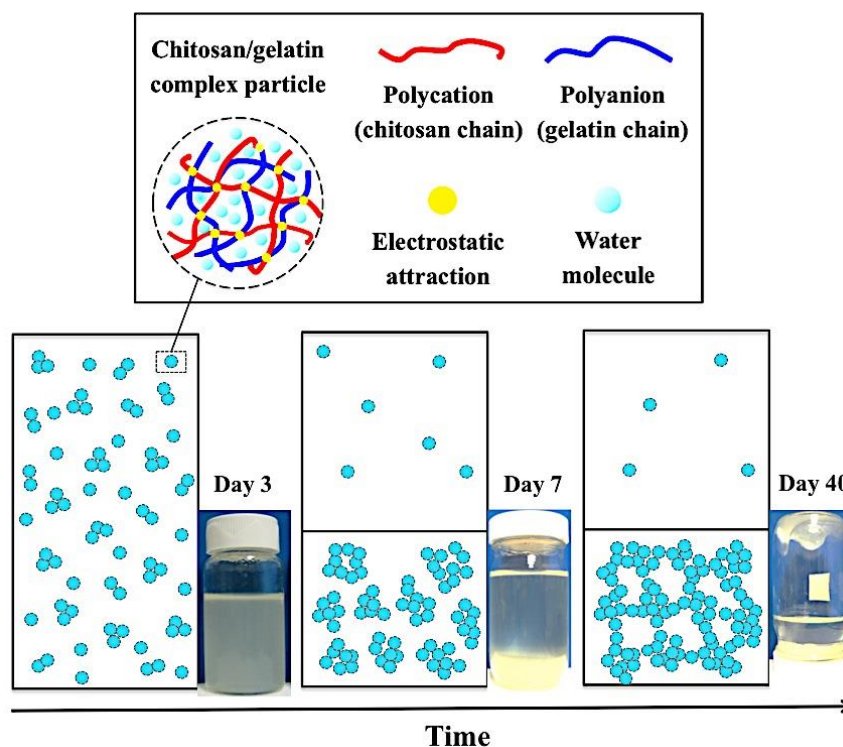 Chitosan/gelatin
complex particle
Polycation
(chitosan chain)
Polyanion
(gelatin chain)
Electrostatic
attraction
Water
molecule
Day 3
Day 7
Day 40
Time